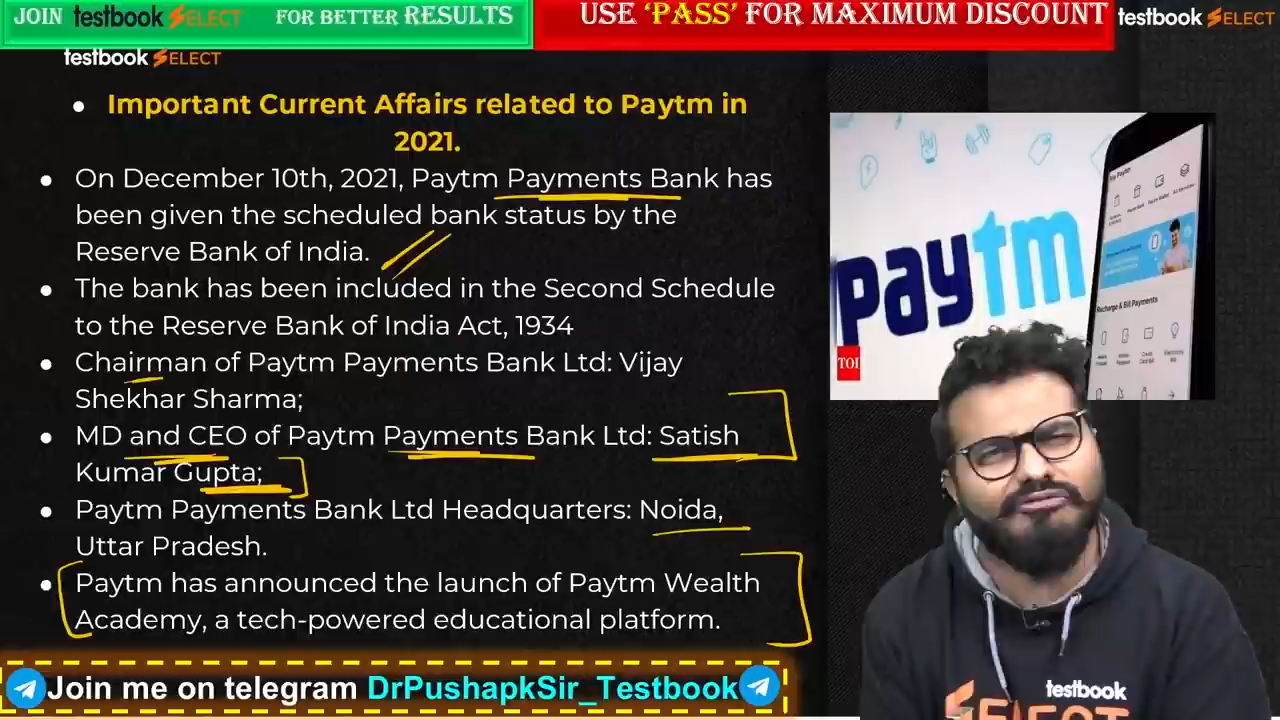 JOIN testbook SELECT FOR BETTER RESULTS
USE ‘PASS’ FOR MAXIMUM DISCOUNT
testbook SELECT
testbook SELECT
• Important Current Affairs related to Paytm in
2021.
• On December 10th, 2021, Paytm Payments Bank has
been given the scheduled bank status by the
Reserve Bank of India.
• The bank has been included in the Second Schedule
to the Reserve Bank of India Act, 1934
• Chairman of Paytm Payments Bank Ltd: Vijay
Shekhar Sharma;
• MD and CEO of Paytm Payments Bank Ltd: Satish
Kumar Gupta;
• Paytm Payments Bank Ltd Headquarters: Noida,
Uttar Pradesh.
• Paytm has announced the launch of Paytm Wealth
Academy, a tech-powered educational platform.
paytm
TOI
Recharge & Bill Payments
Join me on telegram DrPushapkSir_Testbook
testbook
SELECT